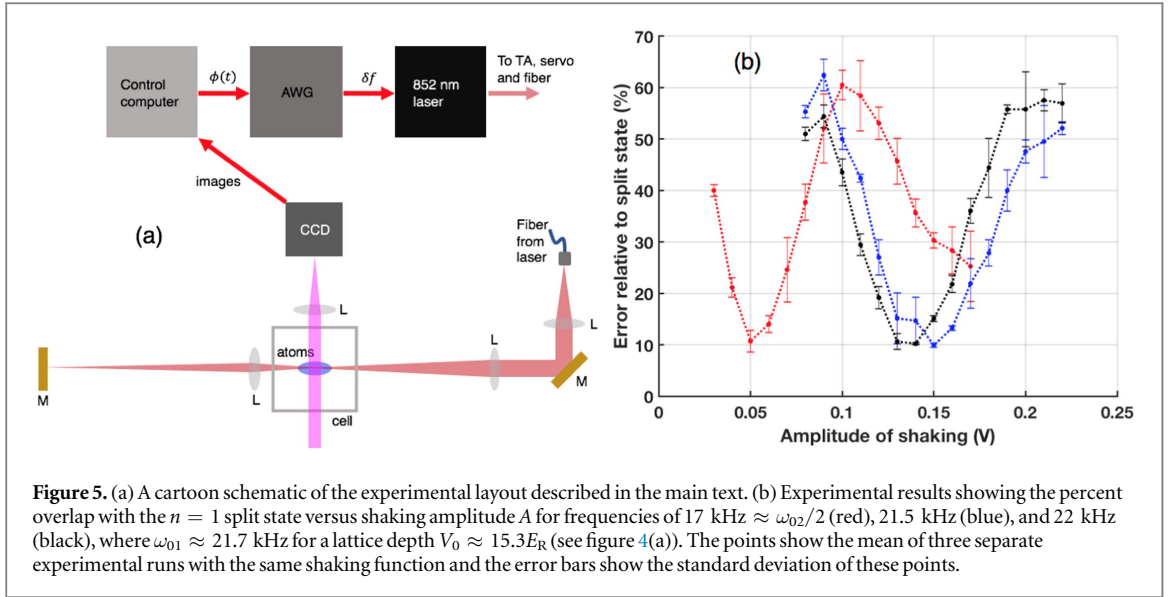 Control
computer
ϕ(t)
AWG
δf
852 nm
laser
To TA, servo
and fiber
images
(a)
CCD
Fiber
from
laser
L
L
L
atoms
M
L
M
cell
(b)
Error relative to split state (%)
70
60
50
40
30
20
10
0
0
0.05
0.1
0.15
0.2
0.25
Amplitude of shaking (V)
Figure 5. (a) A cartoon schematic of the experimental layout described in the main text. (b) Experimental results showing the percent
overlap with the n = 1 split state versus shaking amplitude A for frequencies of 17 kHz ≈ ω02/2 (red), 21.5 kHz (blue), and 22 kHz
(black), where ω01 ≈ 21.7 kHz for a lattice depth V0 ≈ 15.3ER (see figure 4(a)). The points show the mean of three separate
experimental runs with the same shaking function and the error bars show the standard deviation of these points.